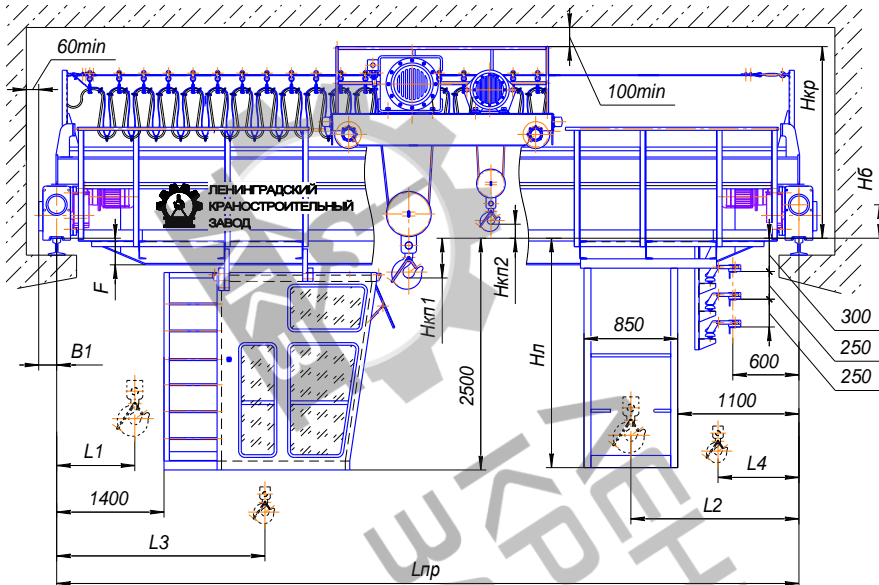 60min
100min
Нкр
Нб
ЛЕНИНГРАДСКИЙ
КРАНОСТРОИТЕЛЬНЫЙ
ЗАВОД
F
Нкп1
Нкп2
300
250
250
850
600
В1
2500
Нп
1100
L1
L4
1400
L2
L3
Lпр